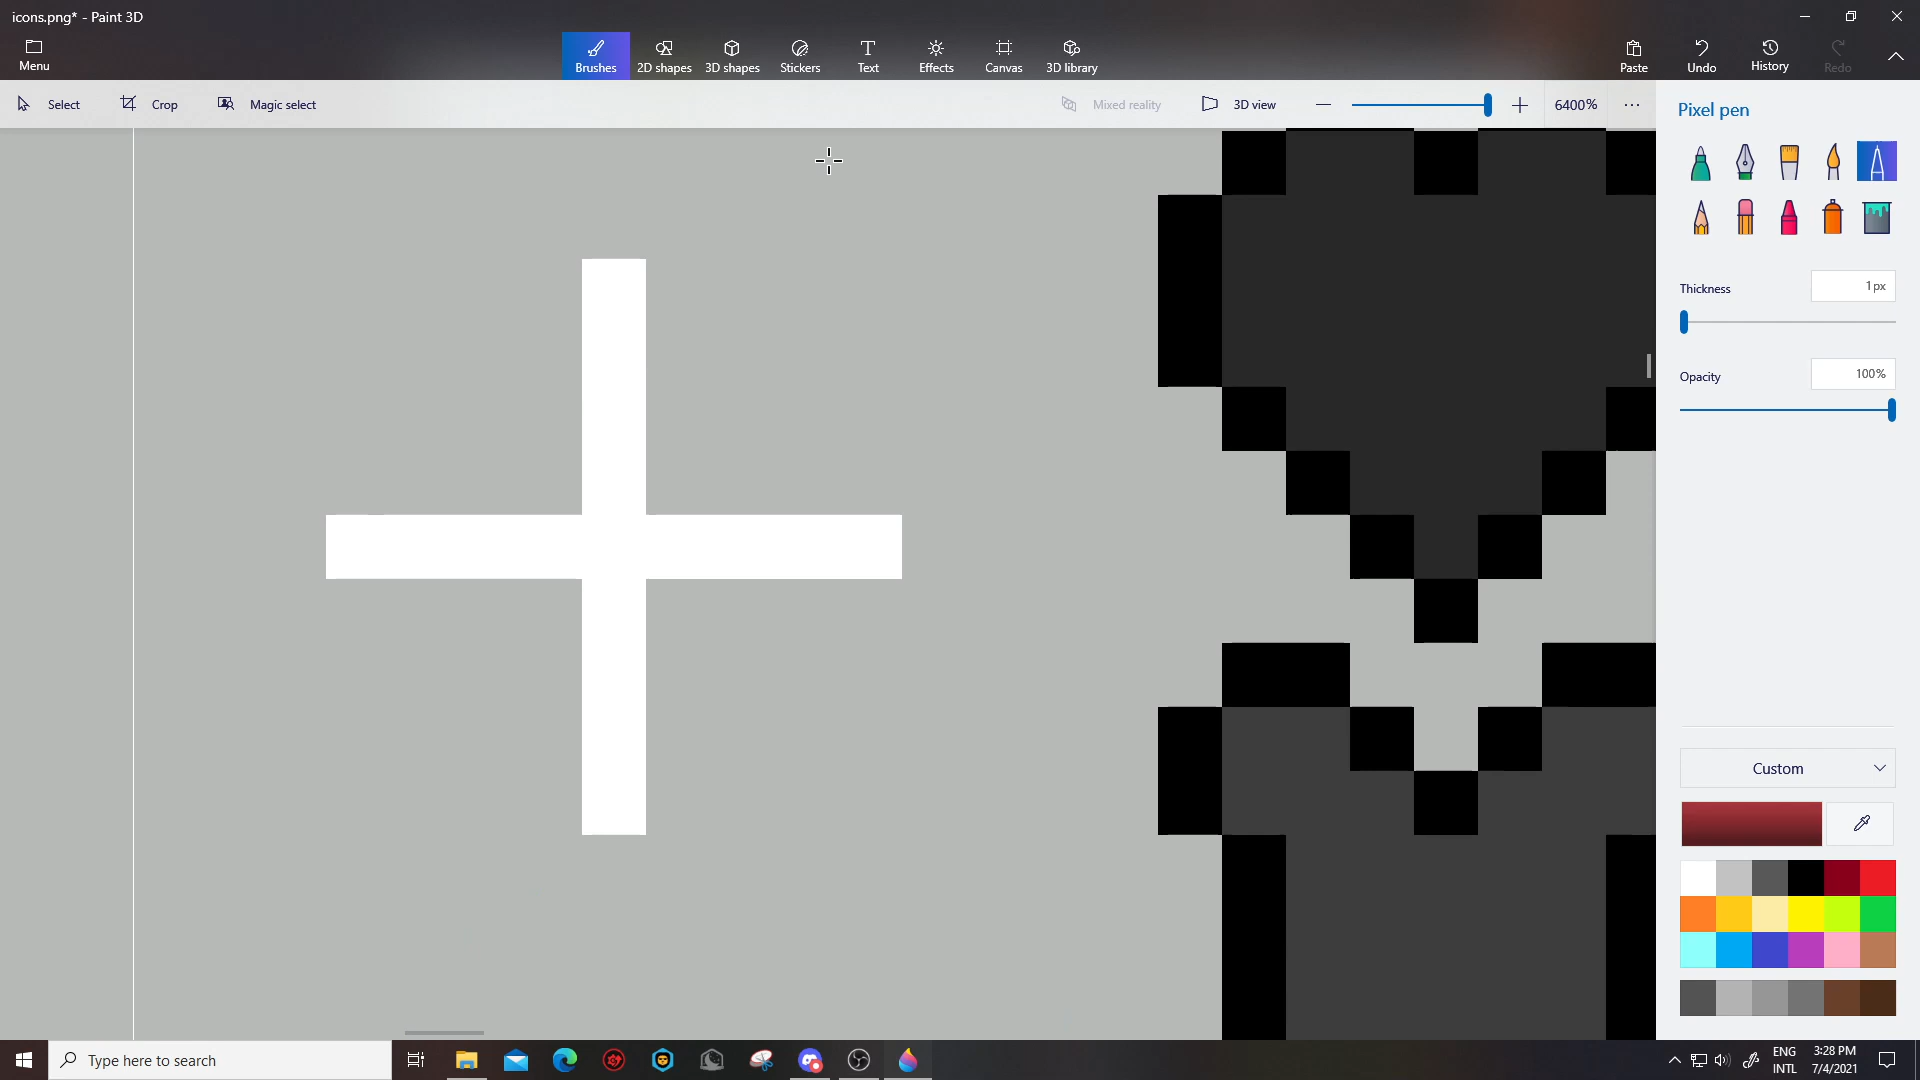 icons.png* - Paint 3D
Menu
Brushes
2D shapes
3D shapes
Stickers
Text
Effects
Canvas
3D library
Paste
Undo
History
Redo
Select
Crop
Magic select
Mixed reality
3D view
6400%
Pixel pen
Thickness
1px
Opacity
100%
Custom
Type here to search
ENG
INTL
3:28 PM
7/4/2021